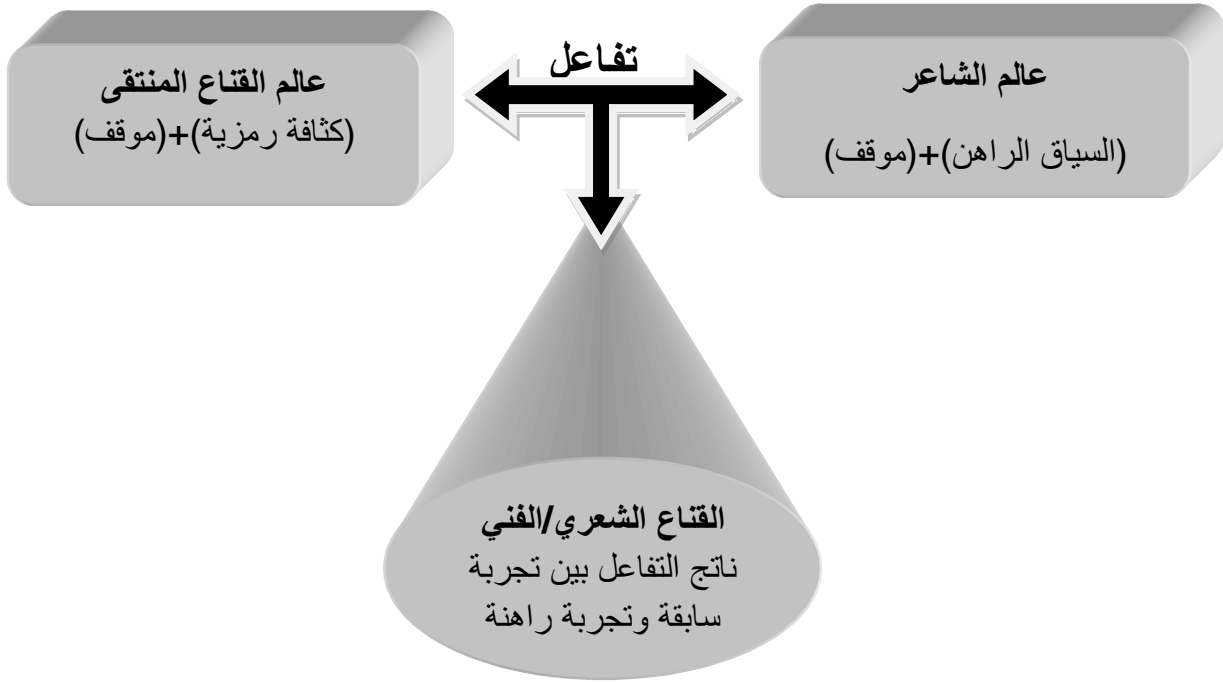 عالم الشاعر
(السياق الراهن)+(موقف)
تفاعل
عالم القناع المنتقى
(كثافة رمزية)+(موقف)
القناع الشعري/الفني
ناتج التفاعل بين تجربة
سابقة وتجربة راهنة